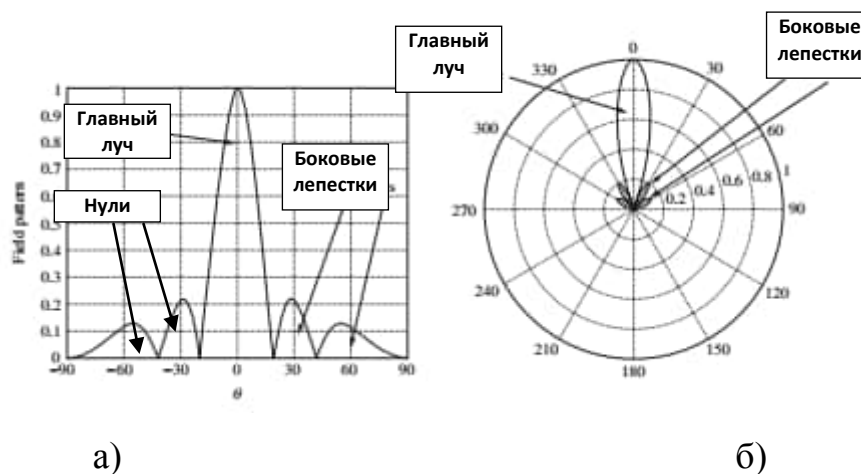 Главный
луч
Боковые
лепестки
Нули
s
Field pattern
1
0.9
0.8
0.7
0.6
0.5
0.4
0.3
0.2
0.1
0
−90
−60
−30
0
30
60
90
θ
а)
Главный
луч
Боковые
лепестки
0
30
60
90
120
150
180
210
240
270
300
330
0.2
0.4
0.6
0.8
1
б)